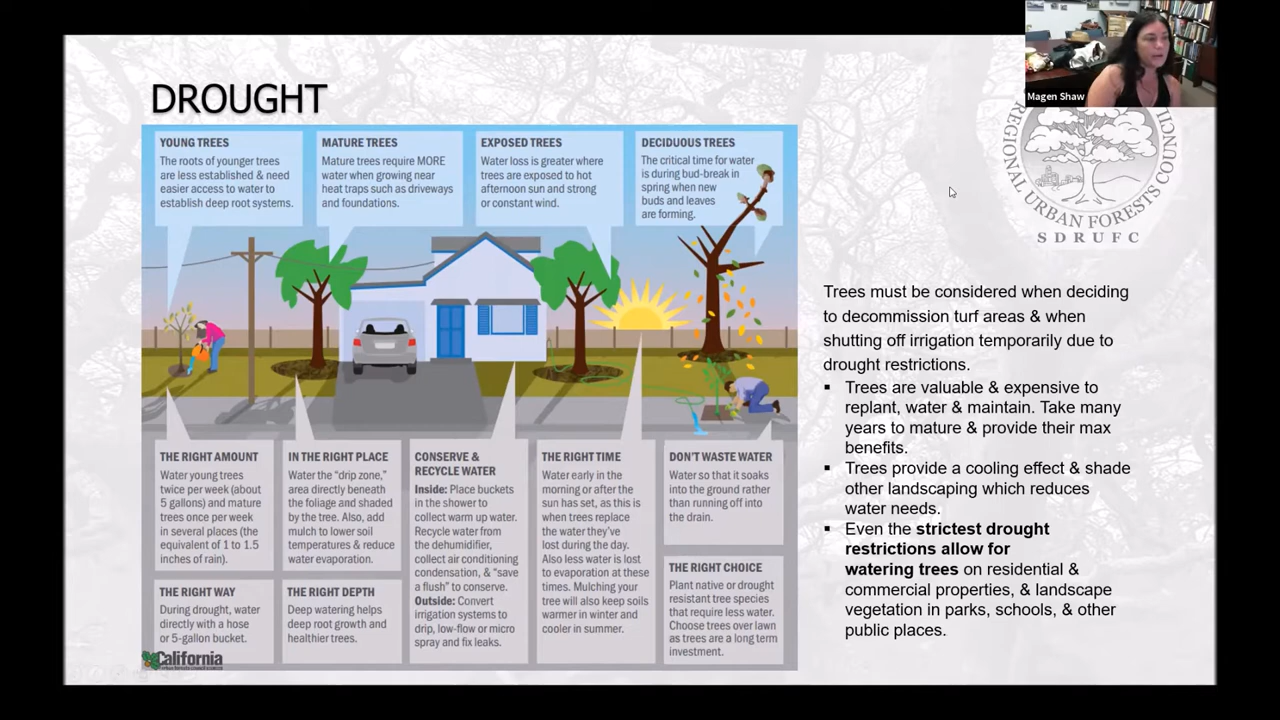 Magen Shaw
DROUGHT
REGIONAL URBAN FORESTS COUNCIL
SDRUFC
YOUNG TREES
The roots of younger trees
are less established & need
easier access to water to
establish deep root systems.
MATURE TREES
Mature trees require MORE
water when growing near
heat traps such as driveways
and foundations.
EXPOSED TREES
Water loss is greater where
trees are exposed to hot
afternoon sun and strong
or constant wind.
DECIDUOUS TREES
The critical time for water
is during bud-break in
spring when new
buds and leaves
are forming.
THE RIGHT AMOUNT
Water young trees
twice per week (about
5 gallons) and mature
trees once per week
in several places (the
equivalent of 1 to 1.5
inches of rain).
THE RIGHT WAY
During drought, water
directly with a hose
or 5-gallon bucket.
IN THE RIGHT PLACE
Water the “drip zone,”
area directly beneath
the foliage and shaded
by the tree. Also, add
mulch to lower soil
temperatures & reduce
water evaporation.
THE RIGHT DEPTH
Deep watering helps
deep root growth and
healthier trees.
CONSERVE &
RECYCLE WATER
Inside: Place buckets
in the shower to
collect warm up water.
Recycle water from
the dehumidifier,
collect air conditioning
condensation, & “save
a flush” to conserve.
Outside: Convert
irrigation systems to
drip, low-flow or micro
spray and fix leaks.
THE RIGHT TIME
Water early in the
morning or after the
sun has set, as this is
when trees replace
the water they’ve
lost during the day.
Also less water is lost
to evaporation at these
times. Mulching your
tree will also keep soils
warmer in winter and
cooler in summer.
DON’T WASTE WATER
Water so that it soaks
into the ground rather
than running off into
the drain.
THE RIGHT CHOICE
Plant native or drought
resistant tree species
that require less water.
Choose trees over lawn
as trees are a long term
investment.
California
Trees must be considered when deciding
to decommission turf areas & when
shutting off irrigation temporarily due to
drought restrictions.
▪ Trees are valuable & expensive to
replant, water & maintain. Take many
years to mature & provide their max
benefits.
▪ Trees provide a cooling effect & shade
other landscaping which reduces
water needs.
▪ Even the strictest drought
restrictions allow for
watering trees on residential &
commercial properties, & landscape
vegetation in parks, schools, & other
public places.